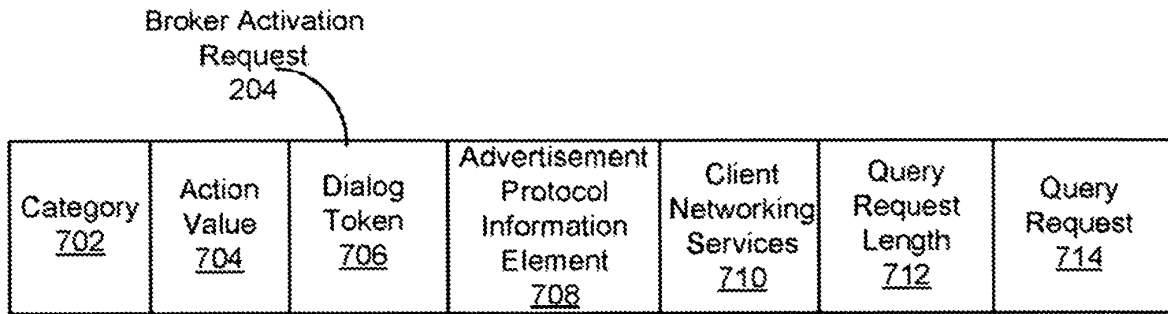 Broker Activation
Request
204
Category
702
Action
Value
704
Dialog
Token
706
Advertisement
Protocol
Information
Element
708
Client
Networking
Services
710
Query
Request
Length
712
Query
Request
714